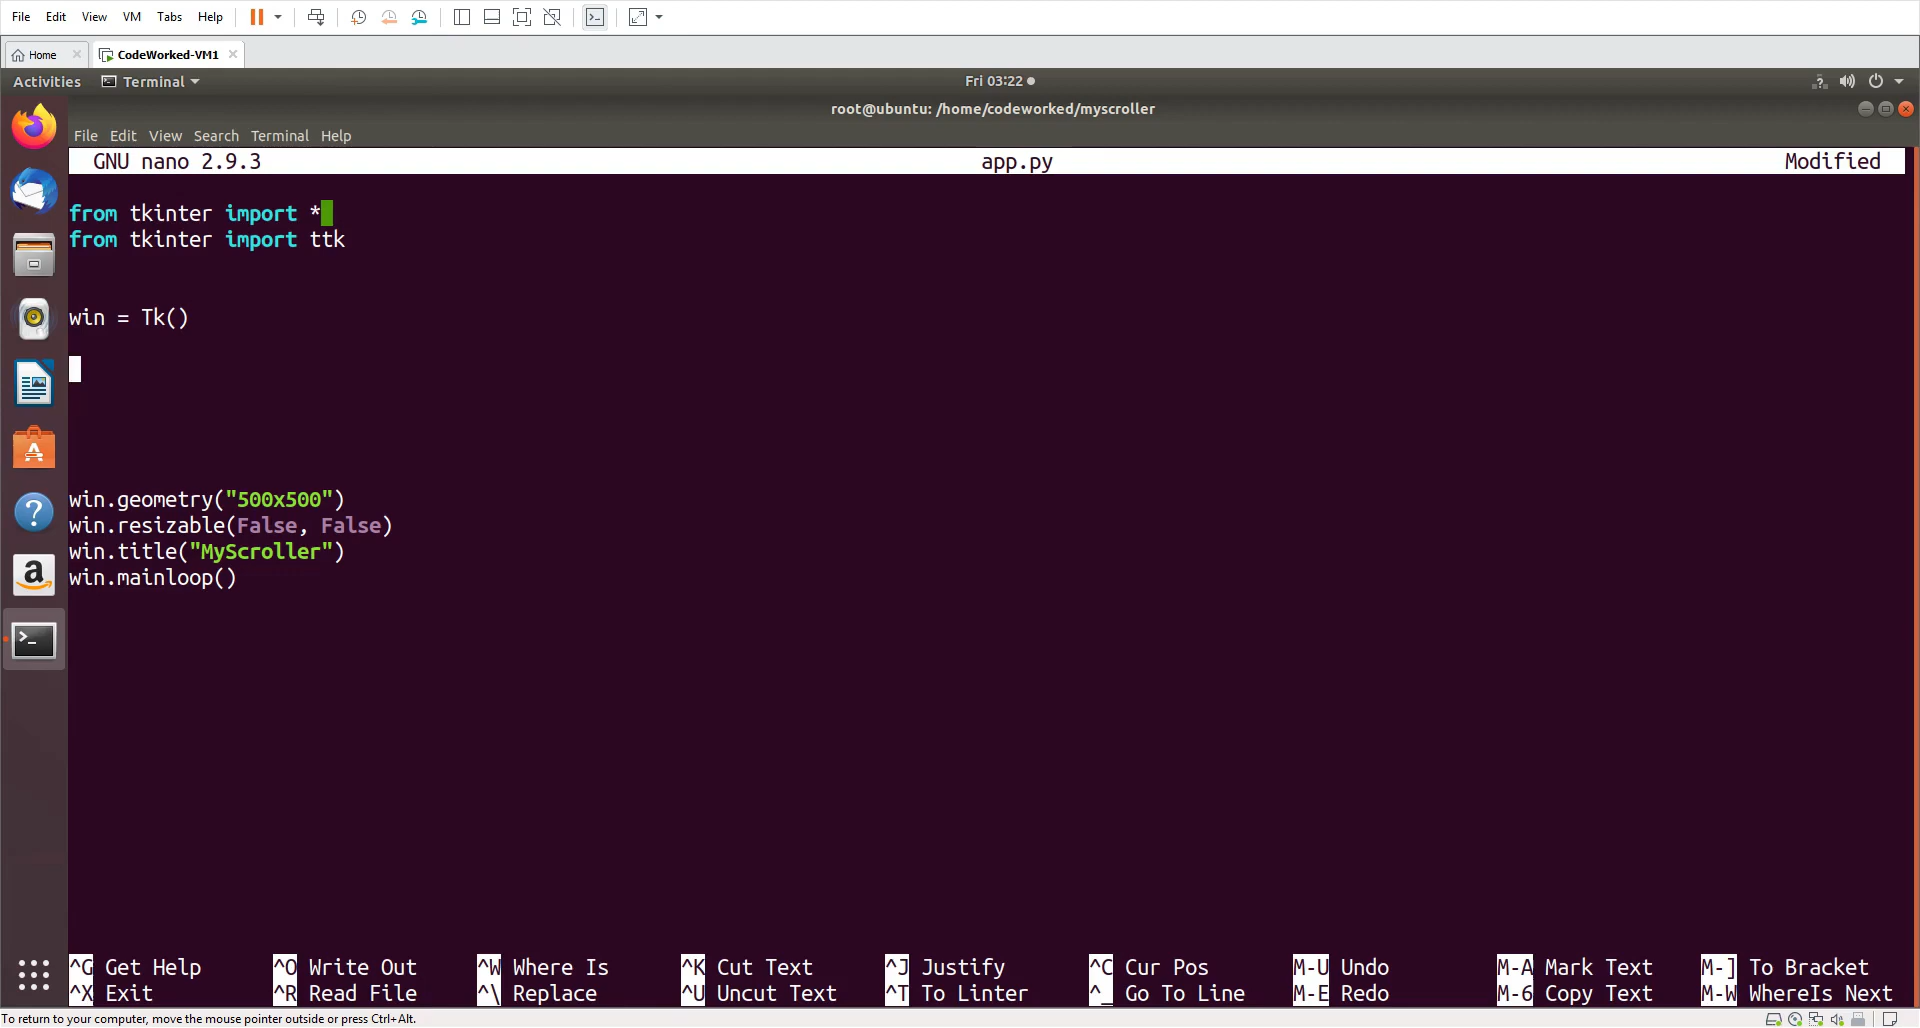 File Edit View VM Tabs Help
Home CodeWorked-VM1
Activities Terminal Fri 03:22
root@ubuntu: /home/codeworked/myscroller
File Edit View Search Terminal Help
GNU nano 2.9.3 app.py Modified
from tkinter import *
from tkinter import ttk
win = Tk()
win.geometry("500x500")
win.resizable(False, False)
win.title("MyScroller")
win.mainloop()
^G Get Help ^O Write Out ^W Where Is ^K Cut Text ^J Justify ^C Cur Pos M-U Undo M-A Mark Text M-] To Bracket
^X Exit ^R Read File ^\ Replace ^U Uncut Text ^T To Linter ^_ Go To Line M-E Redo M-6 Copy Text M-W WhereIs Next
To return to your computer, move the mouse pointer outside or press Ctrl+Alt.